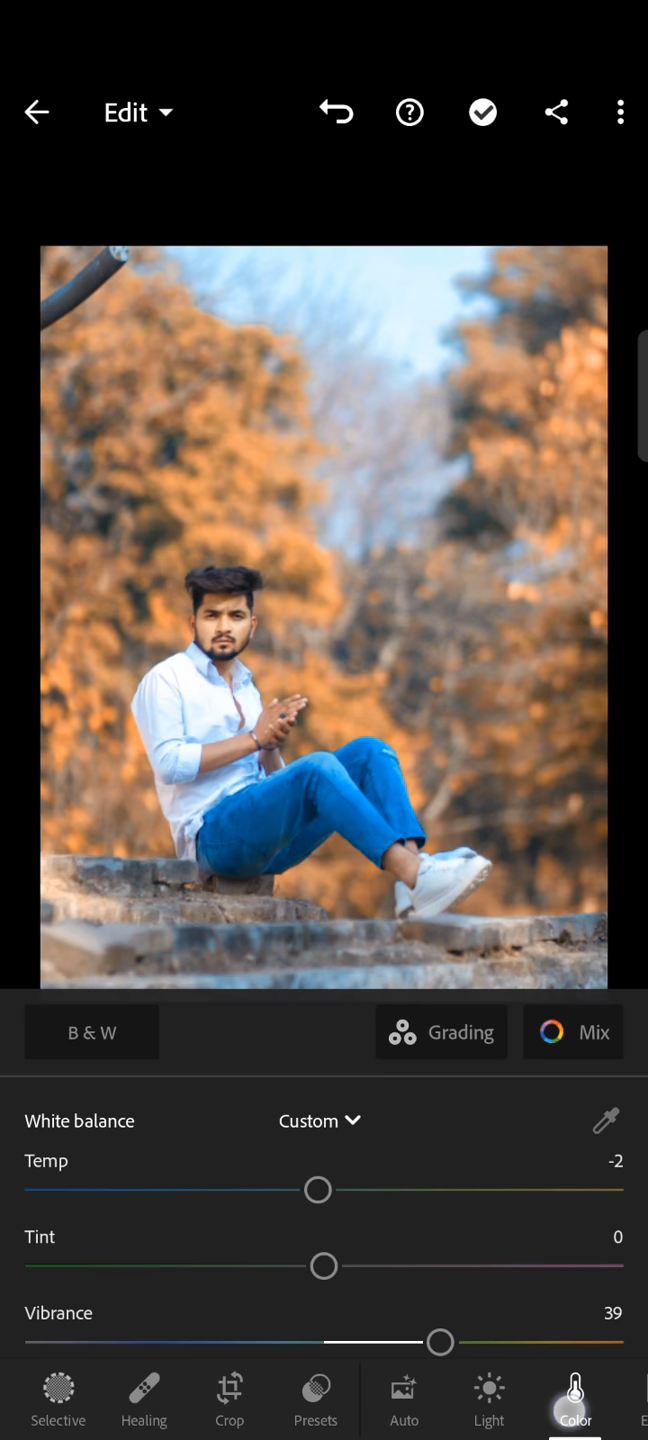 Edit
B & W
Grading
Mix
White balance
Custom
Temp
-2
Tint
0
Vibrance
39
Selective
Healing
Crop
Presets
Auto
Light
Color